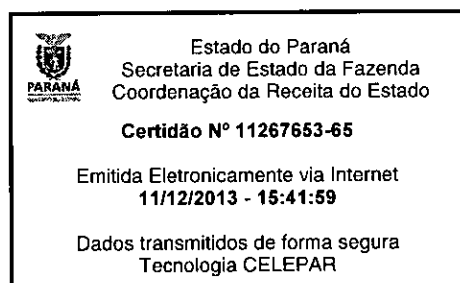 PARANÁ
Estado do Paraná
Secretaria de Estado da Fazenda
Coordenação da Receita do Estado
Certidão Nº 11267653-65
Emitida Eletronicamente via Internet
11/12/2013 - 15:41:59
Dados transmitidos de forma segura
Tecnologia CELEPAR